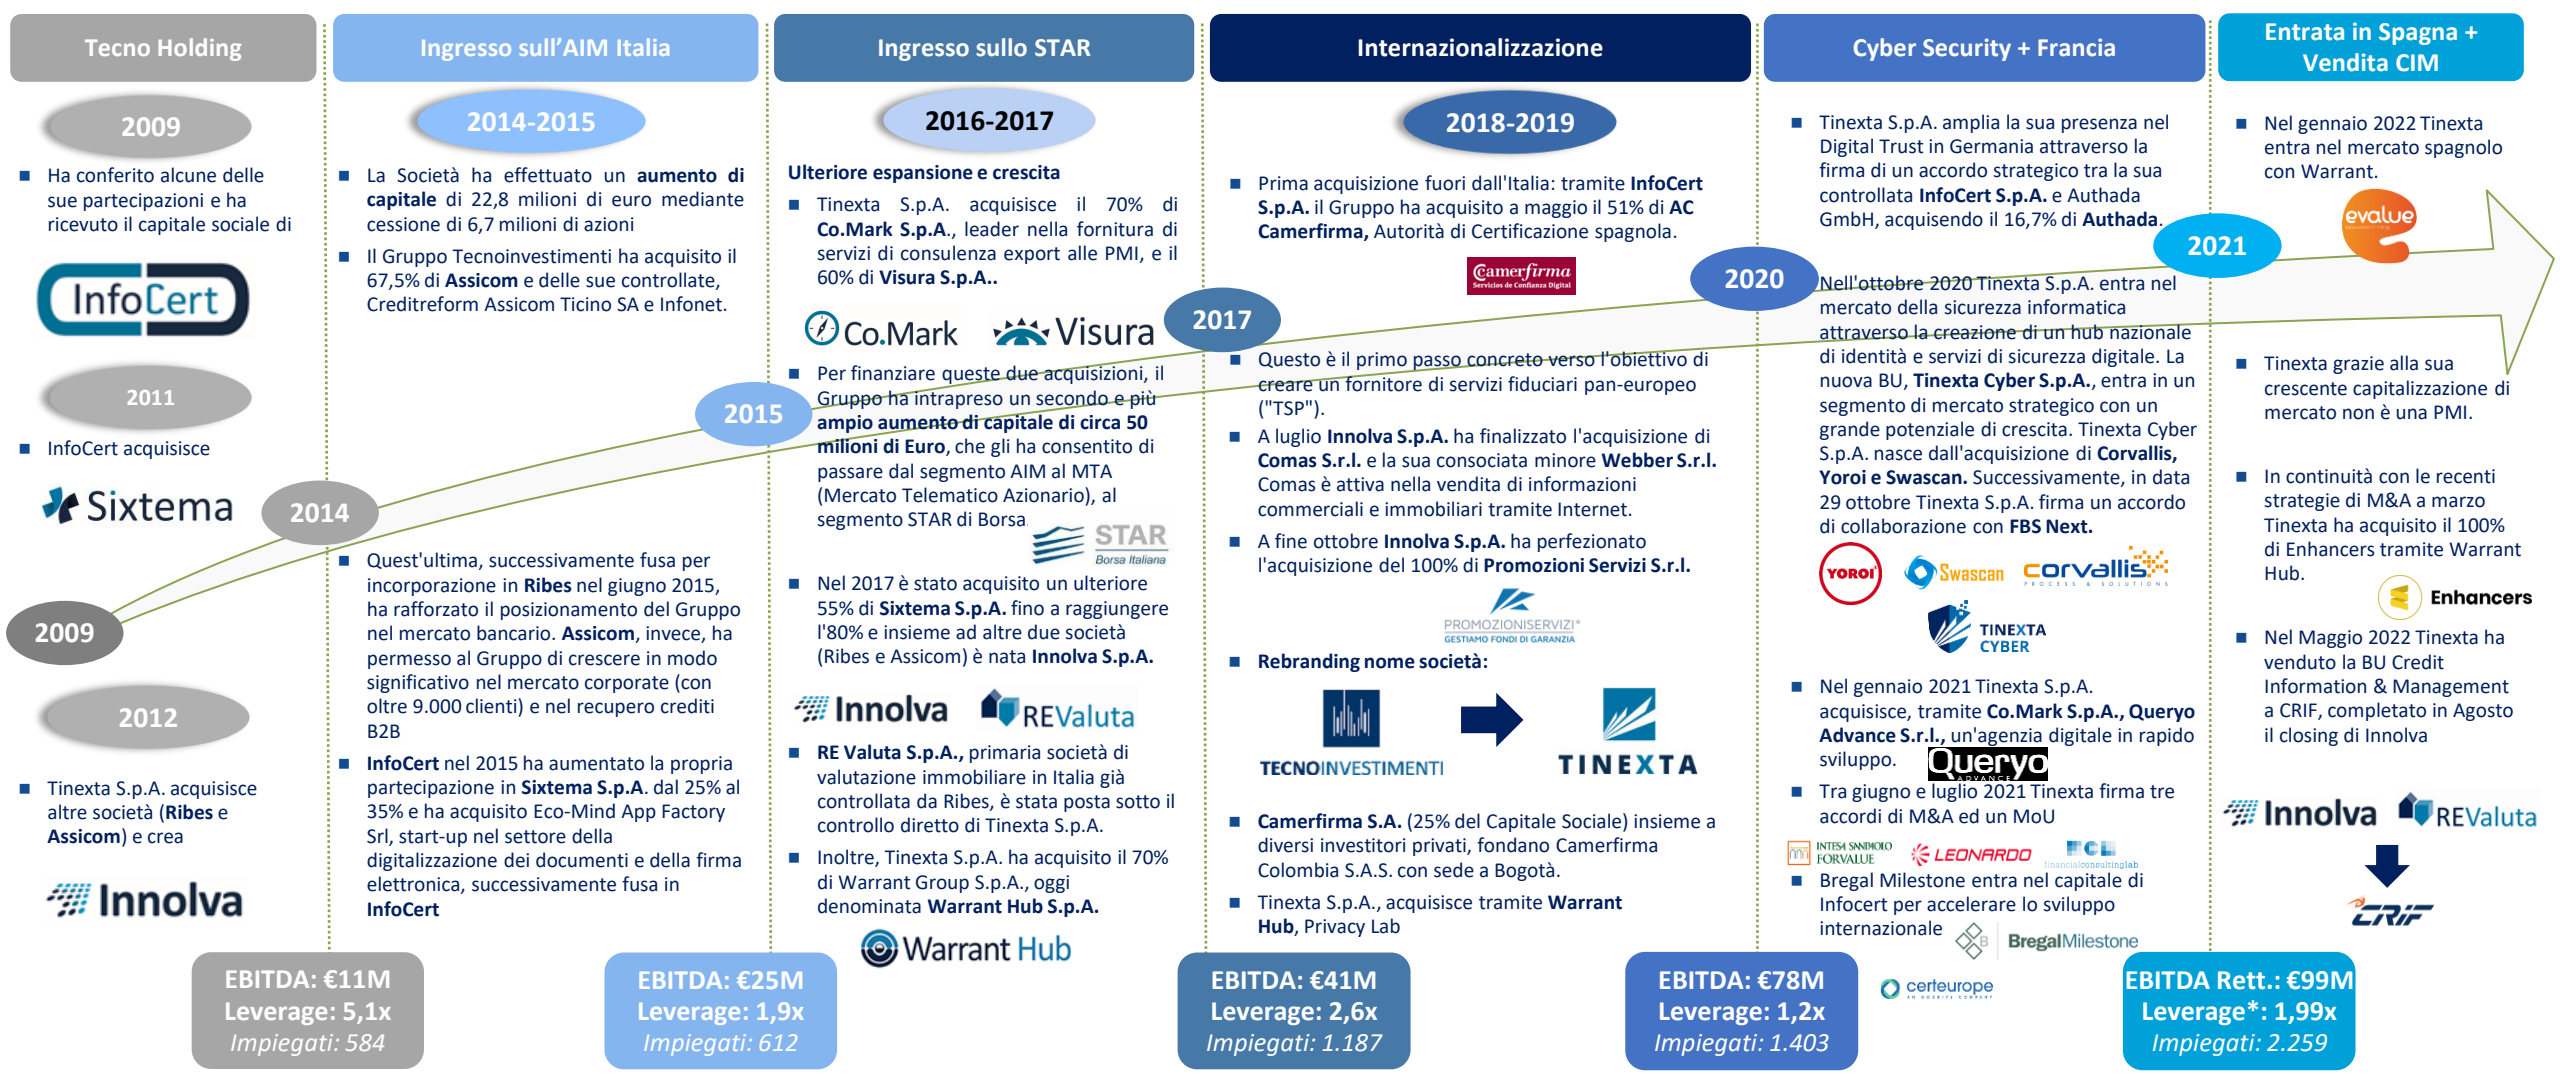 Tecno Holding
2009
Ha conferito alcune delle
sue partecipazioni e ha
ricevuto il capitale sociale di
InfoCert
2011
InfoCert acquisisce
Sixtema
2014
2009
2012
Tinexta S.p.A. acquisisce
altre società (Ribes e
Assicom) e crea
Innolva
EBITDA: €11M
Leverage: 5,1x
Impiegati: 584
Ingresso sull'AIM Italia
2014-2015
La Società ha effettuato un aumento di
capitale di 22,8 milioni di euro mediante
cessione di 6,7 milioni di azioni
Il Gruppo Tecnoinvestimenti ha acquisito il
67,5% di Assicom e delle sue controllate,
Creditreform Assicom Ticino SA e Infonet.
2015
Quest'ultima, successivamente fusa per
incorporazione in Ribes nel giugno 2015,
ha rafforzato il posizionamento del Gruppo
nel mercato bancario. Assicom, invece, ha
permesso al Gruppo di crescere in modo
significativo nel mercato corporate (con
oltre 9.000 clienti) e nel recupero crediti
B2B
InfoCert nel 2015 ha aumentato la propria
partecipazione in Sixtema S.p.A. dal 25% al
35% e ha acquisito Eco-Mind App Factory
Srl, start-up nel settore della
digitalizzazione dei documenti e della firma
elettronica, successivamente fusa in
InfoCert
EBITDA: €25M
Leverage: 1,9x
Impiegati: 612
Ingresso sullo STAR
2016-2017
Ulteriore espansione e crescita
Tinexta S.p.A. acquisisce il 70% di
Co.Mark S.p.A., leader nella fornitura di
servizi di consulenza export alle PMI, e il
60% di Visura S.p.A..
Co.Mark Visura
2017
Per finanziare queste due acquisizioni, il
Gruppo ha intrapreso un secondo e più
ampio aumento di capitale di circa 50
milioni di Euro, che gli ha consentito di
passare dal segmento AIM al MTA
(Mercato Telematico Azionario), al
segmento STAR di Borsa.
STAR
Borsa Italiana
Nel 2017 è stato acquisito un ulteriore
55% di Sixtema S.p.A. fino a raggiungere
l'80% e insieme ad altre due società
(Ribes e Assicom) è nata Innolva S.p.A.
Innolva REValuta
RE Valuta S.p.A., primaria società di
valutazione immobiliare in Italia già
controllata da Ribes, è stata posta sotto il
controllo diretto di Tinexta S.p.A.
Inoltre, Tinexta S.p.A. ha acquisito il 70%
di Warrant Group S.p.A., oggi
denominata Warrant Hub S.p.A.
Warrant Hub
EBITDA: €41M
Leverage: 2,6x
Impiegati: 1.187
Internazionalizzazione
2018-2019
Prima acquisizione fuori dall'Italia: tramite InfoCert
S.p.A. il Gruppo ha acquisito a maggio il 51% di AC
Camerfirma, Autorità di Certificazione spagnola.
Camerfirma
Servicios de Confianza Digital
2020
Questo è il primo passo concreto verso l'obiettivo di
creare un fornitore di servizi fiduciari pan-europeo
("TSP").
A luglio Innolva S.p.A. ha finalizzato l'acquisizione di
Comas S.r.l. e la sua consociata minore Webber S.r.l.
Comas è attiva nella vendita di informazioni
commerciali e immobiliari tramite Internet.
A fine ottobre Innolva S.p.A. ha perfezionato
l'acquisizione del 100% di Promozioni Servizi S.r.l.
PROMOZIONISERVIZI®
GESTIAMO FONDI DI GARANZIA
Rebranding nome società:
TECNOINVESTIMENTI TINEXTA
Camerfirma S.A. (25% del Capitale Sociale) insieme a
diversi investitori privati, fondano Camerfirma
Colombia S.A.S. con sede a Bogotà.
Tinexta S.p.A., acquisisce tramite Warrant
Hub, Privacy Lab
EBITDA: €78M
Leverage: 1,2x
Impiegati: 1.403
Cyber Security + Francia
Tinexta S.p.A. amplia la sua presenza nel
Digital Trust in Germania attraverso la
firma di un accordo strategico tra la sua
controllata InfoCert S.p.A. e Authada
GmbH, acquisendo il 16,7% di Authada.
2021
Nell'ottobre 2020 Tinexta S.p.A. entra nel
mercato della sicurezza informatica
attraverso la creazione di un hub nazionale
di identità e servizi di sicurezza digitale. La
nuova BU, Tinexta Cyber S.p.A., entra in un
segmento di mercato strategico con un
grande potenziale di crescita. Tinexta Cyber
S.p.A. nasce dall'acquisizione di Corvallis,
Yoroi e Swascan. Successivamente, in data
29 ottobre Tinexta S.p.A. firma un accordo
di collaborazione con FBS Next.
YOROI Swascan corvallis
PROCESS & SOLUTIONS
TINEXTA
CYBER
Nel gennaio 2021 Tinexta S.p.A.
acquisisce, tramite Co.Mark S.p.A., Queryo
Advance S.r.l., un'agenzia digitale in rapido
sviluppo.
Queryo
ADVANCE
Tra giugno e luglio 2021 Tinexta firma tre
accordi di M&A ed un MoU
INTESA SANPAOLO
FORVALUE
LEONARDO
FCL
financialconsultinglab
Bregal Milestone entra nel capitale di
Infocert per accelerare lo sviluppo
internazionale
B BregalMilestone
certeurope
EBITDA Rett.: €99M
Leverage*: 1,99x
Impiegati: 2.259
Entrata in Spagna +
Vendita CIM
Nel gennaio 2022 Tinexta
entra nel mercato spagnolo
con Warrant.
evalue
Tinexta grazie alla sua
crescente capitalizzazione di
mercato non è una PMI.
In continuità con le recenti
strategie di M&A a marzo
Tinexta ha acquisito il 100%
di Enhancers tramite Warrant
Hub.
Enhancers
Nel Maggio 2022 Tinexta ha
venduto la BU Credit
Information & Management
a CRIF, completato in Agosto
il closing di Innolva
Innolva REValuta
CRIF